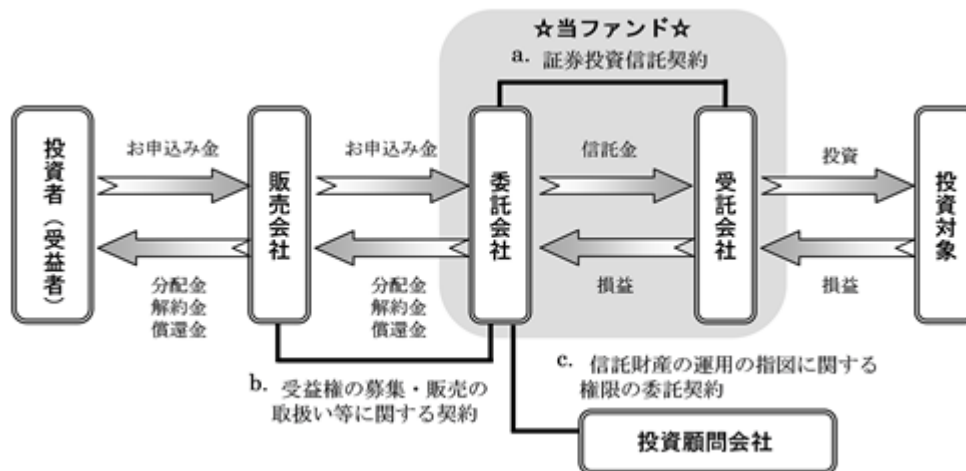 ☆当ファンド☆
a. 証券投資信託契約
投資者（受益者）
お申込み金
分配金
解約金
償還金
販売会社
お申込み金
分配金
解約金
償還金
委託会社
信託金
損益
受託会社
投資
損益
投資対象
b. 受益権の募集・販売の
取扱い等に関する契約
c. 信託財産の運用の指図に関する
権限の委託契約
投資顧問会社